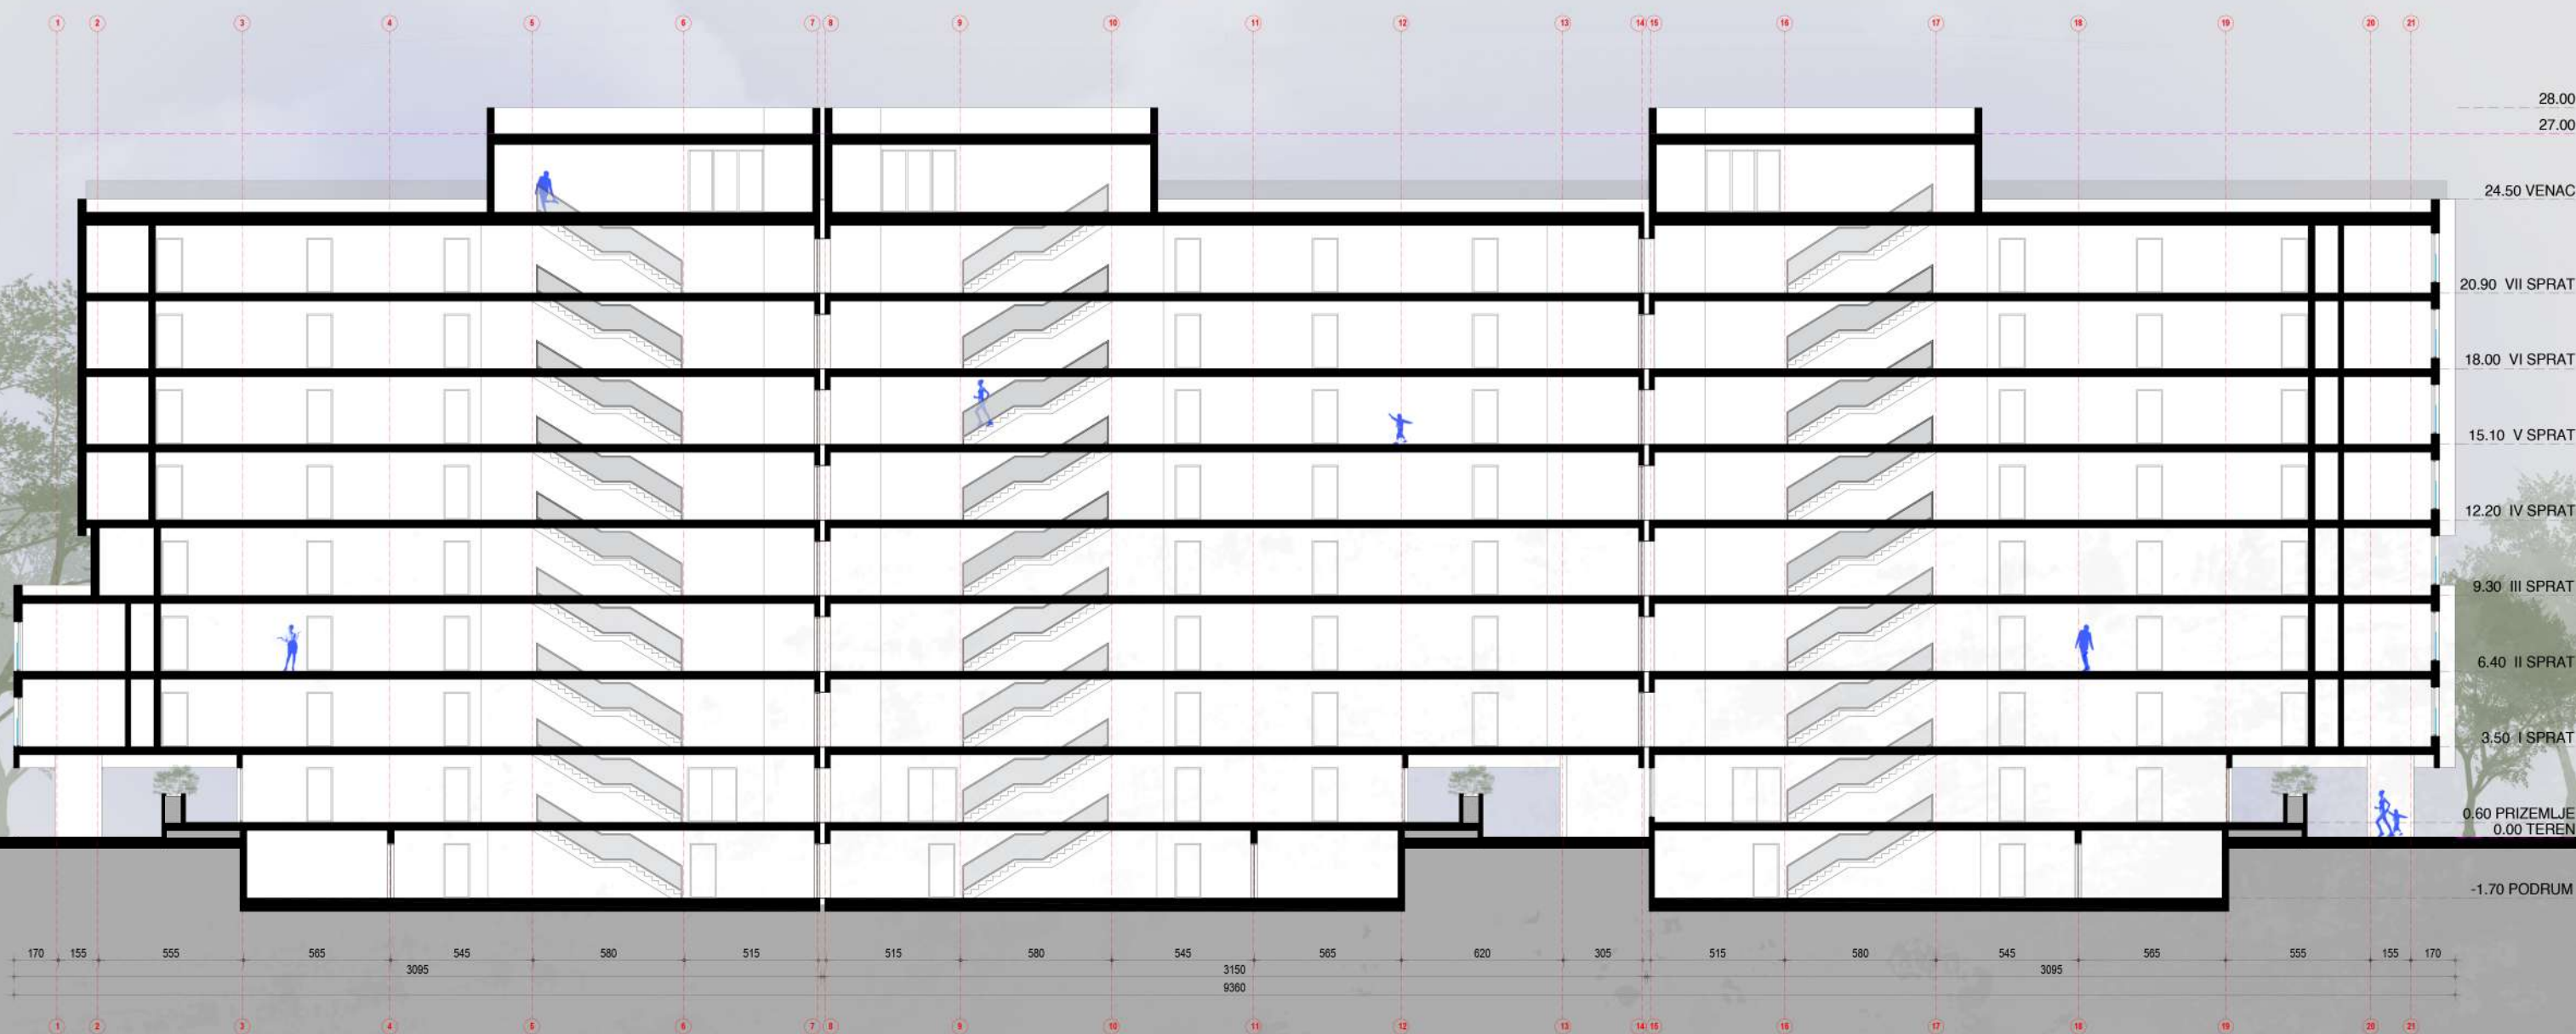 1 2 3 4 5 6 7 8 9 10 11 12 13 14 15 16 17 18 19 20 21
28.00
27.00
24.50 VENAC
20.90 VII SPRAT
18.00 VI SPRAT
15.10 V SPRAT
12.20 IV SPRAT
9.30 III SPRAT
6.40 II SPRAT
3.50 I SPRAT
0.60 PRIZEMLJE
0.00 TEREN
-1.70 PODRUM
170 155 555 565 545 580 515 515 580 545 565 620 305 515 580 545 565 555 155 170
3095 3150 3095
9360
1 2 3 4 5 6 7 8 9 10 11 12 13 14 15 16 17 18 19 20 21